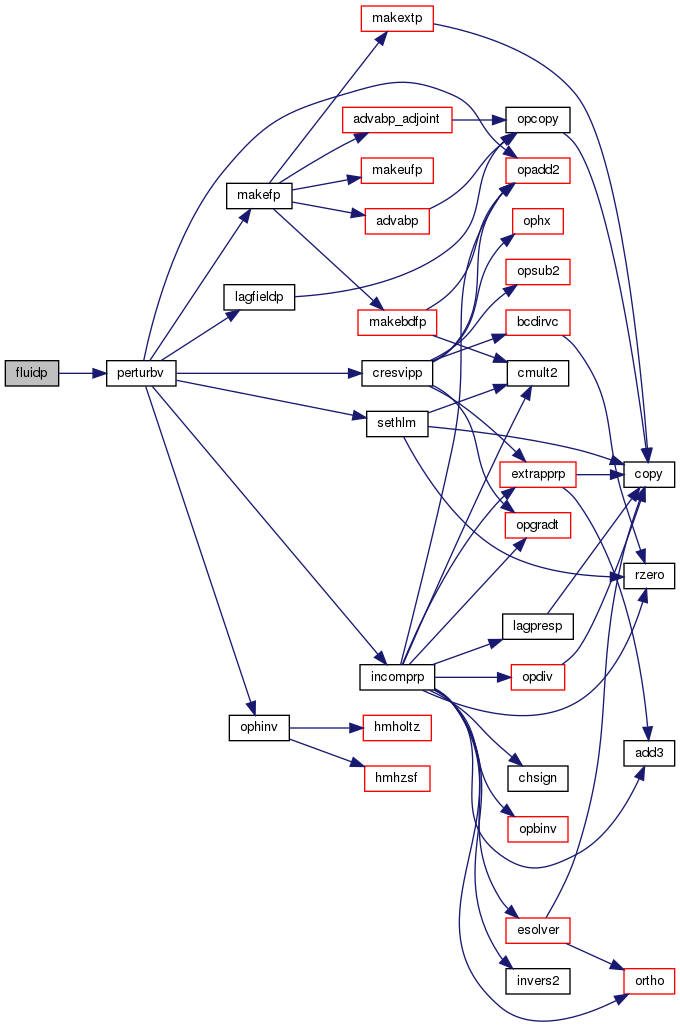 makextp
advabp_adjoint
opcopy
makeufp
opadd2
makefp
advabp
ophx
opsub2
lagfieldp
makebdfp
bcdirvc
fluidp
perturbv
cresvipp
cmult2
sethlm
extrapprp
copy
opgradt
rzero
lagpresp
incomprp
opdiv
ophinv
hmholtz
add3
hmhzsf
chsign
opbinv
esolver
invers2
ortho